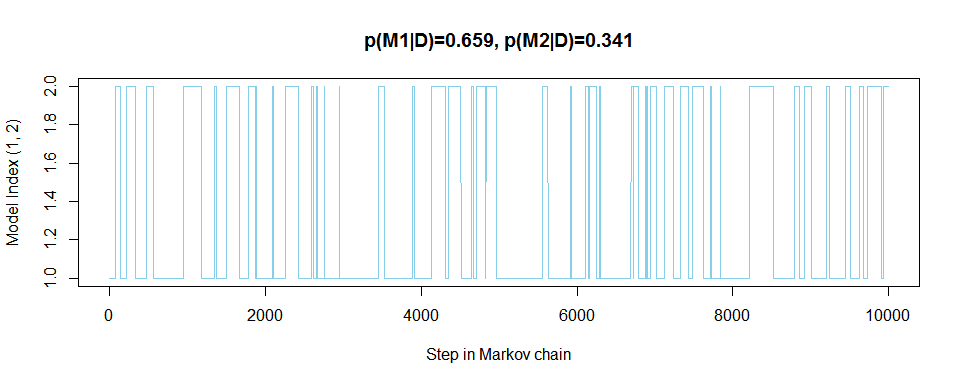 p(M1|D)=0.659, p(M2|D)=0.341
Model Index (1, 2)
2.0
1.8
1.6
1.4
1.2
1.0
0 2000 4000 6000 8000 10000
Step in Markov chain